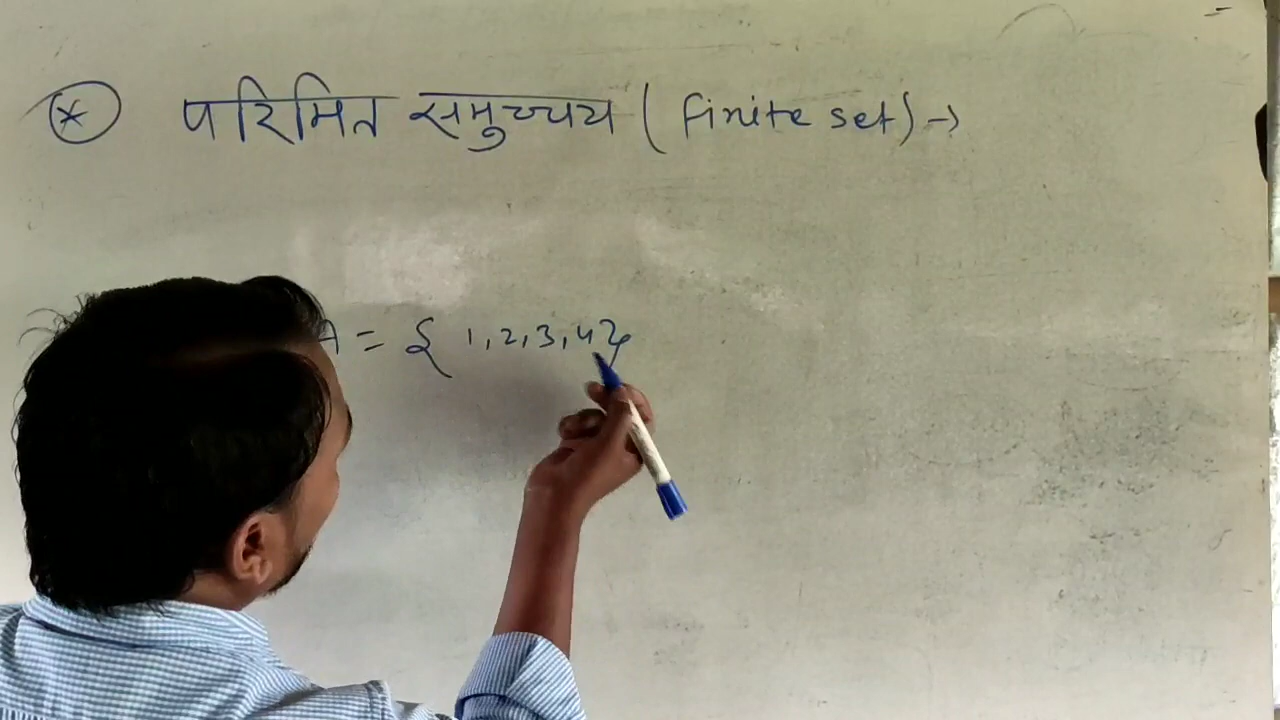 * परिमित समुच्चय ( finite set) →
A = { 1,2,3,4}